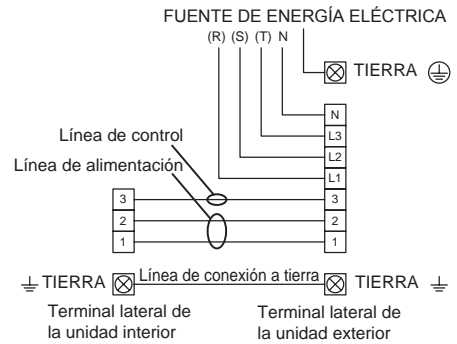 FUENTE DE ENERGÍA ELÉCTRICA
(R) (S) (T) N
TIERRA
N
L3
L2
L1
Línea de control
Línea de alimentación
3 3
2 2
1 1
TIERRA Línea de conexión a tierra TIERRA
Terminal lateral de
la unidad interior
Terminal lateral de
la unidad exterior